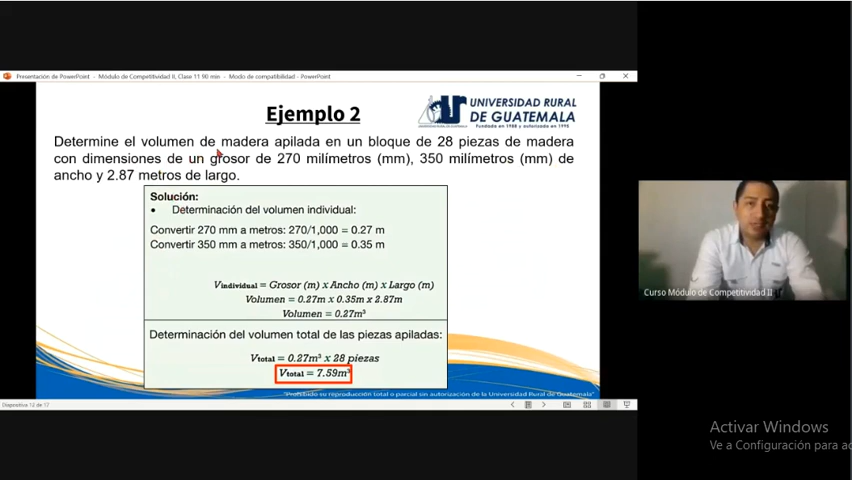 Presentación de PowerPoint - Módulo de Competitividad II, Clase 11 90 min - Modo de compatibilidad - PowerPoint
Ejemplo 2
UNIVERSIDAD RURAL
DE GUATEMALA
Fundada en 1988 y autorizada en 1995
Determine el volumen de madera apilada en un bloque de 28 piezas de madera
con dimensiones de un grosor de 270 milímetros (mm), 350 milímetros (mm) de
ancho y 2.87 metros de largo.
Solución:
• Determinación del volumen individual:
Convertir 270 mm a metros: 270/1,000 = 0.27 m
Convertir 350 mm a metros: 350/1,000 = 0.35 m
Vindividual = Grosor (m) x Ancho (m) x Largo (m)
Volumen = 0.27m x 0.35m x 2.87m
Volumen = 0.27m³
Determinación del volumen total de las piezas apiladas:
Vtotal = 0.27m³ x 28 piezas
Vtotal = 7.59m³
"Prohibido su reproducción total o parcial sin autorización de la Universidad Rural de Guatemala"
Diapositiva 12 de 17
Curso Módulo de Competitividad II
Activar Windows
Ve a Configuración para ac